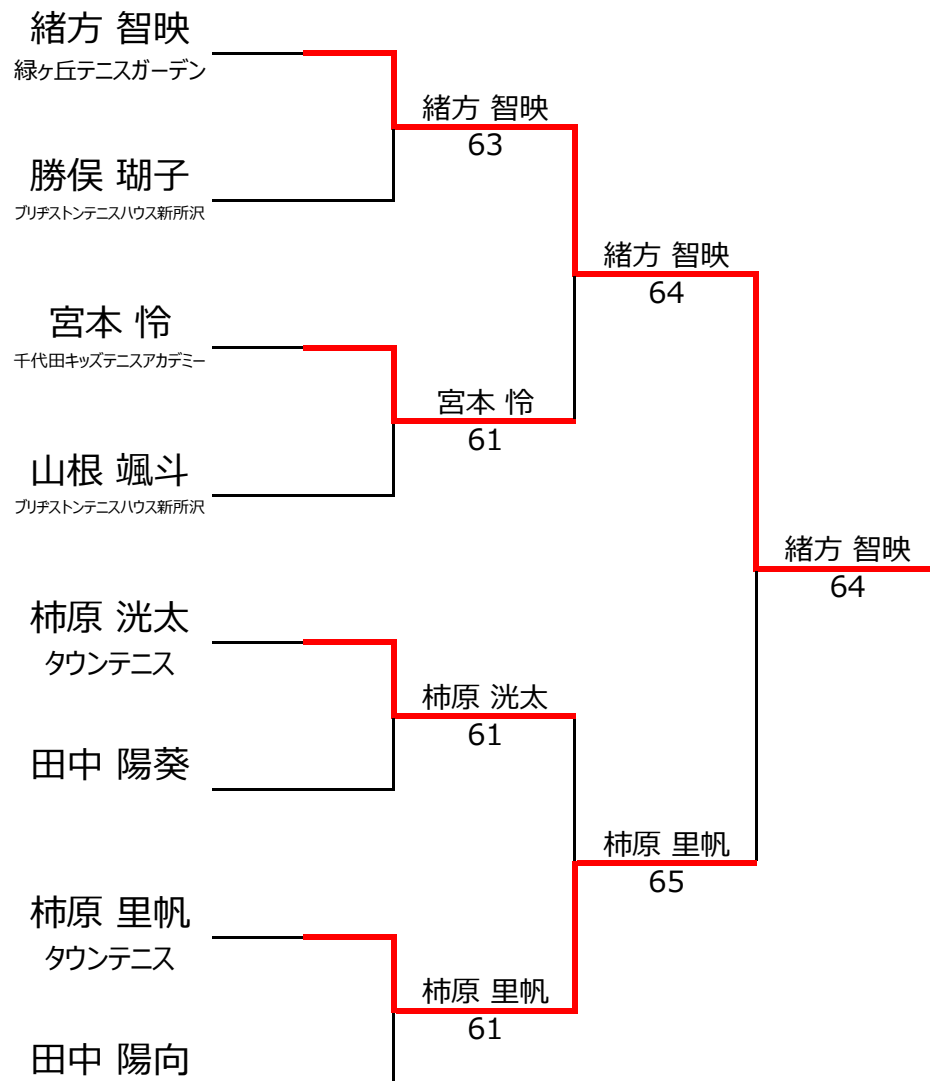 緒方 智映
緑ヶ丘テニスガーデン
緒方 智映
63
勝俣 瑚子
ブリヂストンテニスハウス新所沢
緒方 智映
64
宮本 怜
千代田キッズテニスアカデミー
宮本 怜
61
山根 颯斗
ブリヂストンテニスハウス新所沢
緒方 智映
64
柿原 洸太
タウンテニス
柿原 洸太
61
田中 陽葵
柿原 里帆
65
柿原 里帆
タウンテニス
柿原 里帆
61
田中 陽向